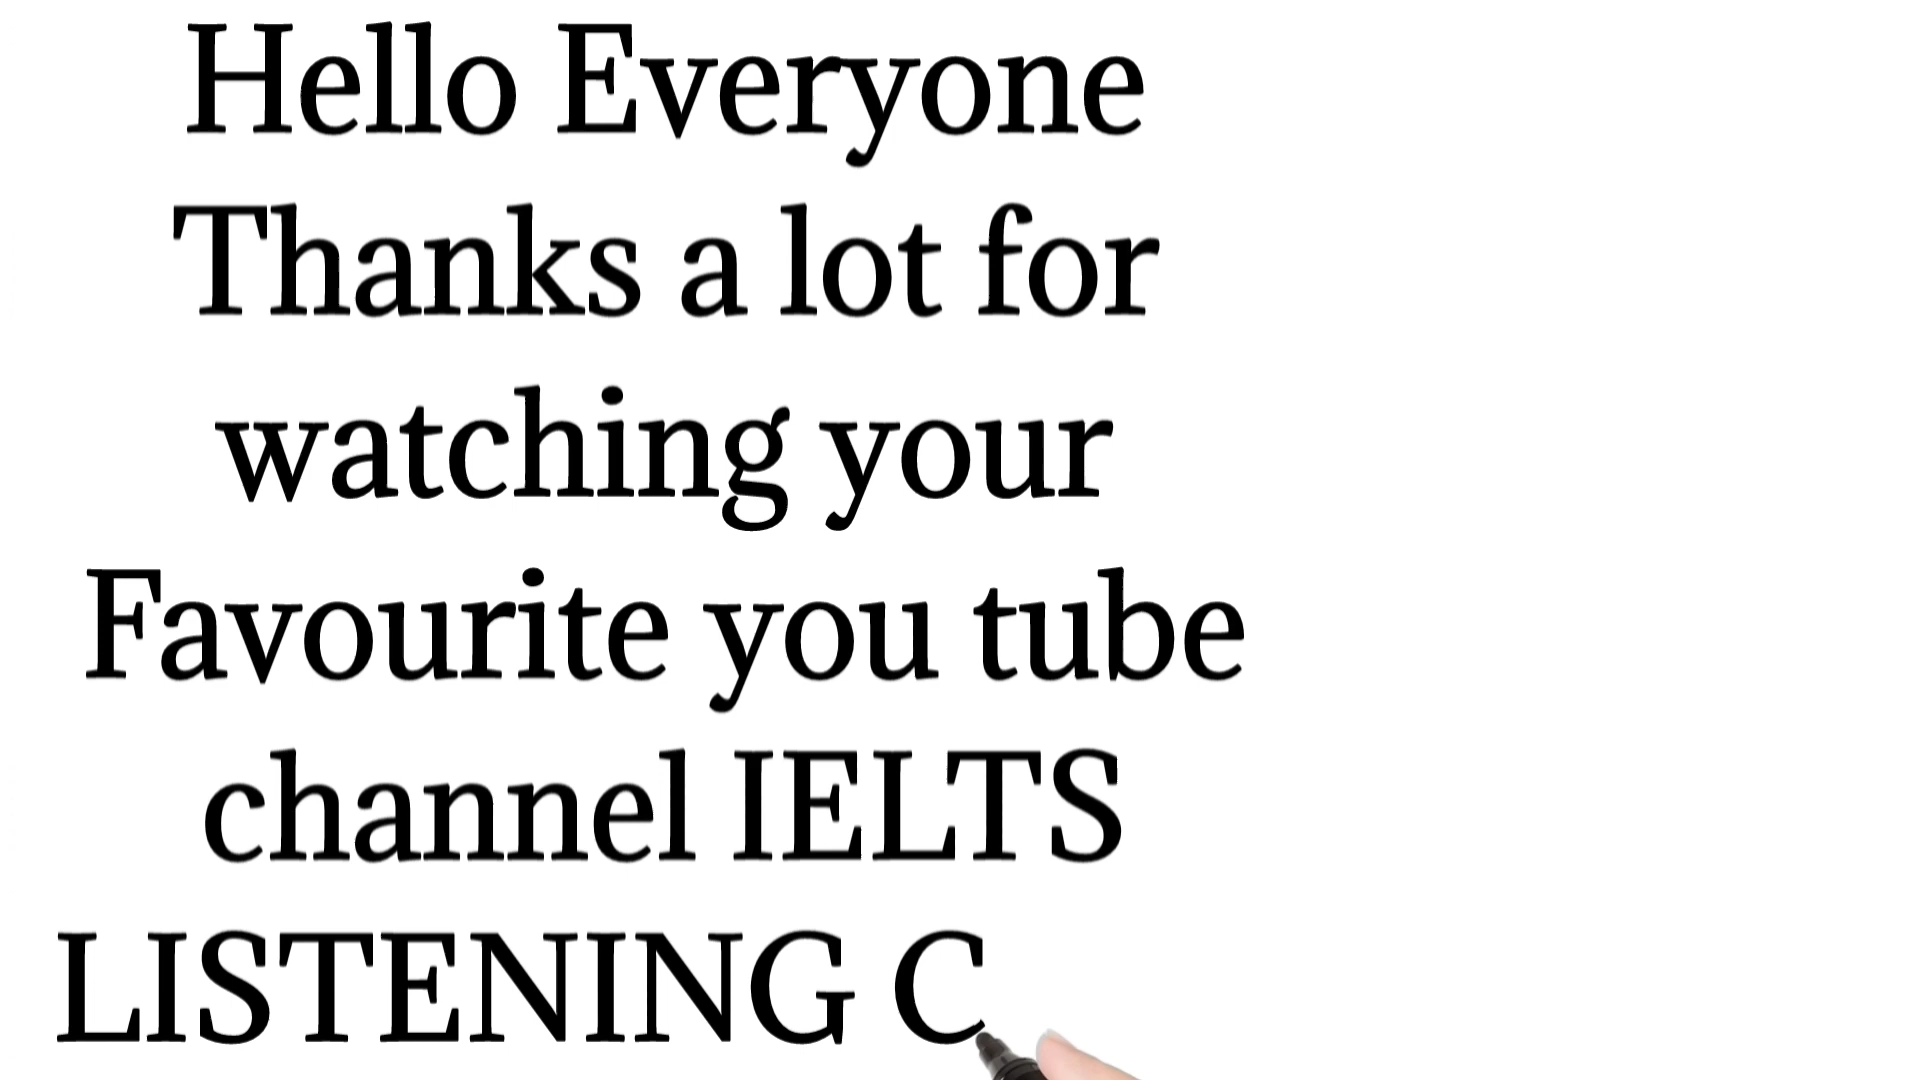 Hello Everyone
Thanks a lot for
watching your
Favourite you tube
channel IELTS
LISTENING C